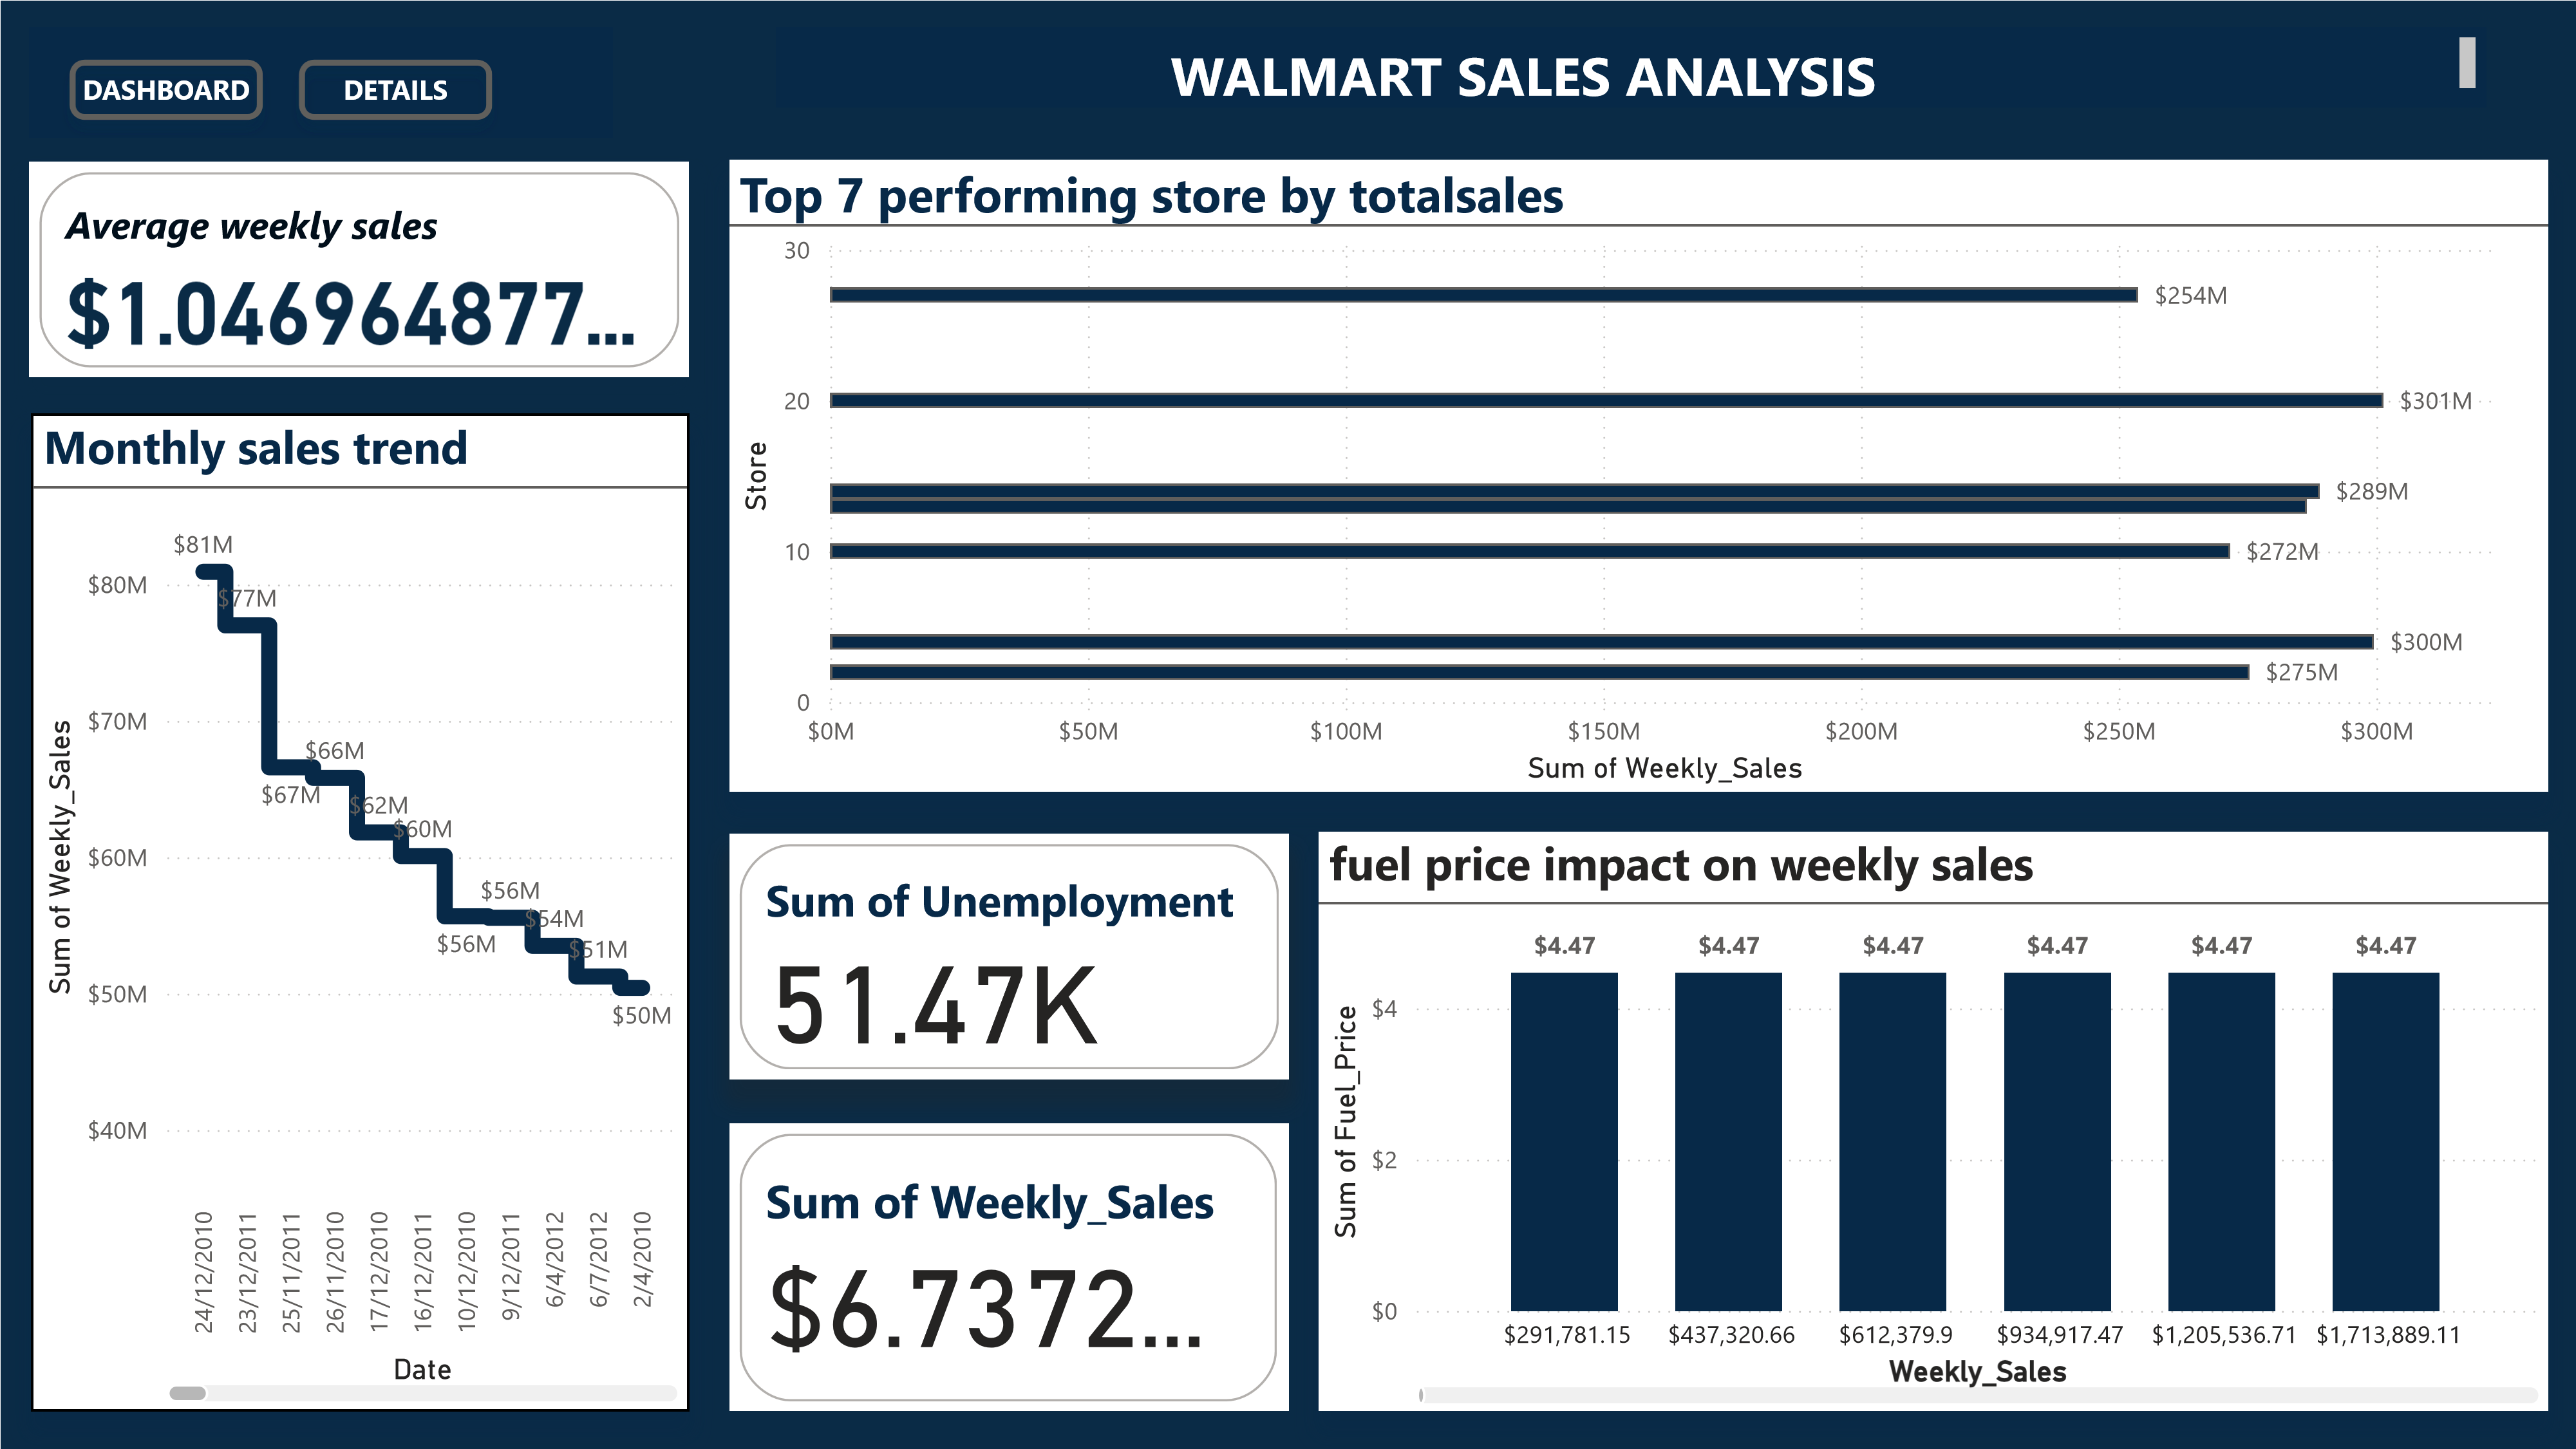 DASHBOARD
DETAILS
WALMART SALES ANALYSIS
Average weekly sales
$1.046964877...
Monthly sales trend
Sum of Weekly_Sales
$80M
$70M
$60M
$50M
$40M
$81M
$77M
$67M
$66M
$62M
$60M
$56M
$56M
$54M
$51M
$50M
24/12/2010
23/12/2011
25/11/2011
26/11/2010
17/12/2010
16/12/2011
10/12/2010
9/12/2011
6/4/2012
6/7/2012
2/4/2010
Date
Top 7 performing store by totalsales
Store
30
20
10
0
$254M
$301M
$289M
$272M
$300M
$275M
$0M
$50M
$100M
$150M
$200M
$250M
$300M
Sum of Weekly_Sales
Sum of Unemployment
51.47K
Sum of Weekly_Sales
$6.7372...
fuel price impact on weekly sales
Sum of Fuel_Price
$4
$2
$0
$4.47
$4.47
$4.47
$4.47
$4.47
$4.47
$291,781.15
$437,320.66
$612,379.9
$934,917.47
$1,205,536.71
$1,713,889.11
Weekly_Sales